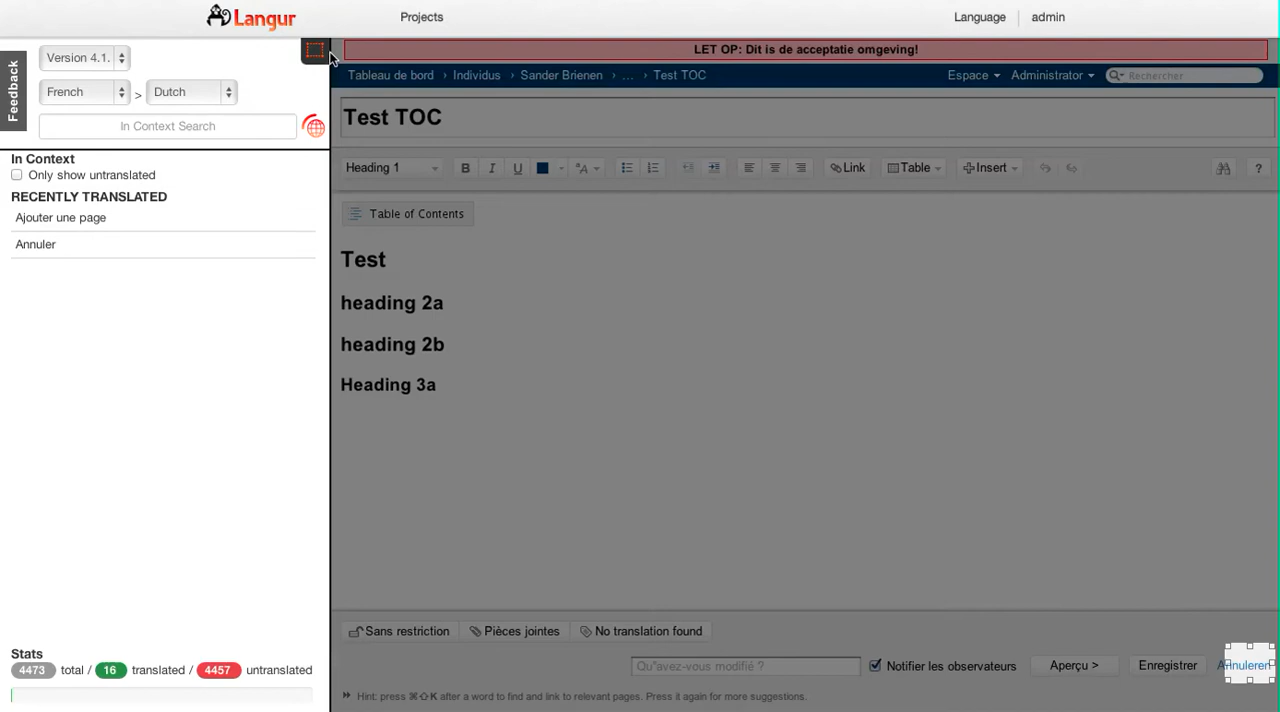 Langur
Projects
Language
admin
Feedback
Version 4.1.
French > Dutch
In Context Search
In Context
Only show untranslated
RECENTLY TRANSLATED
Ajouter une page
Annuler
Stats
4473 total / 16 translated / 4457 untranslated
LET OP: Dit is de acceptatie omgeving!
Tableau de bord › Individus › Sander Brienen › ... › Test TOC
Espace
Administrator
Rechercher
Test TOC
Heading 1
B I U A Link Table Insert ?
Table of Contents
Test
heading 2a
heading 2b
Heading 3a
Sans restriction
Pièces jointes
No translation found
Qu"avez-vous modifié ?
Notifier les observateurs
Aperçu >
Enregistrer
Annuleren
Hint: press ⌘⇧K after a word to find and link to relevant pages. Press it again for more suggestions.